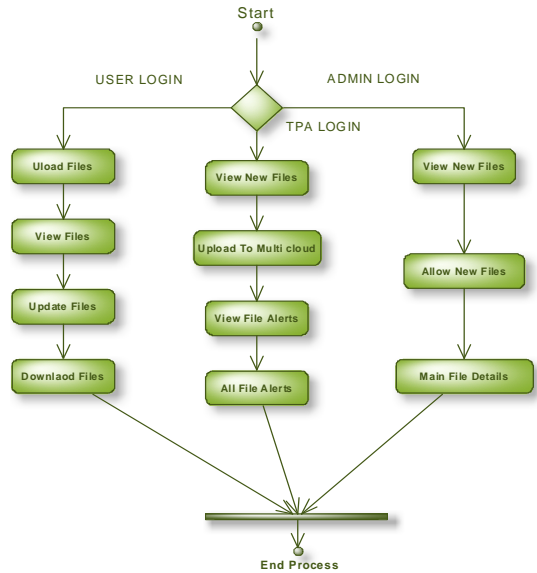 Start
USER LOGIN
ADMIN LOGIN
TPA LOGIN
Uload Files
View Files
Update Files
Downlaod Files
View New Files
Upload To Multi cloud
View File Alerts
All File Alerts
View New Files
Allow New Files
Main File Details
End Process